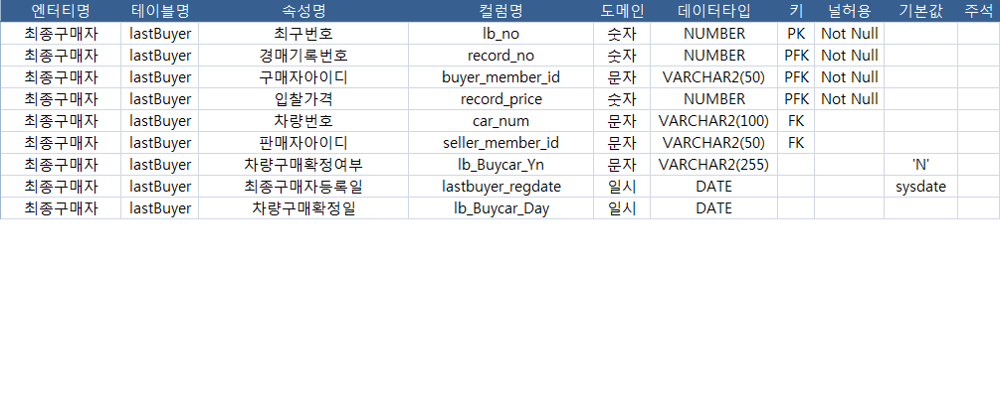 엔터티명 테이블명 속성명 컬럼명 도메인 데이터타입 키 널허용 기본값 주석
최종구매자 lastBuyer 최구번호 lb_no 숫자 NUMBER PK Not Null
최종구매자 lastBuyer 경매기록번호 record_no 숫자 NUMBER PFK Not Null
최종구매자 lastBuyer 구매자아이디 buyer_member_id 문자 VARCHAR2(50) PFK Not Null
최종구매자 lastBuyer 입찰가격 record_price 숫자 NUMBER PFK Not Null
최종구매자 lastBuyer 차량번호 car_num 문자 VARCHAR2(100) FK
최종구매자 lastBuyer 판매자아이디 seller_member_id 문자 VARCHAR2(50) FK
최종구매자 lastBuyer 차량구매확정여부 lb_Buycar_Yn 문자 VARCHAR2(255) 'N'
최종구매자 lastBuyer 최종구매자등록일 lastbuyer_regdate 일시 DATE sysdate
최종구매자 lastBuyer 차량구매확정일 lb_Buycar_Day 일시 DATE